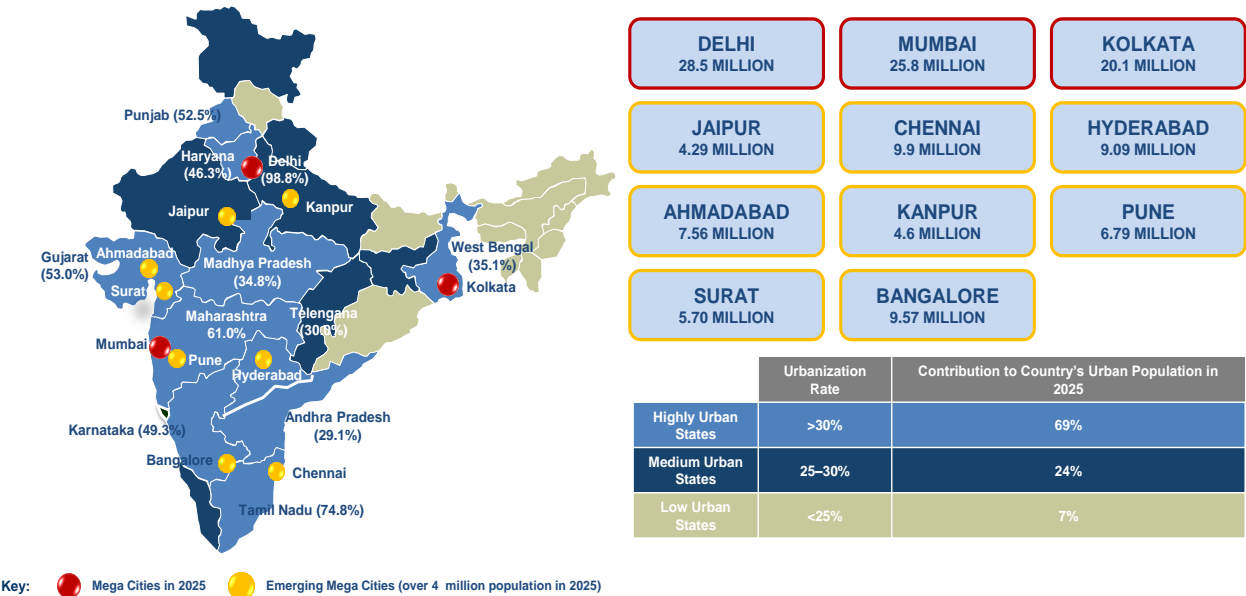 Punjab (52.5%)
Haryana
(46.3%)
Delhi
(98.8%)
Jaipur
Kanpur
Gujarat
(53.0%)
Ahmadabad
Surat
Madhya Pradesh
(34.8%)
West Bengal
(35.1%)
Kolkata
Maharashtra
61.0%
Telengana
(30.6%)
Mumbai
Pune
Hyderabad
Karnataka (49.3%)
Andhra Pradesh
(29.1%)
Bangalore
Chennai
Tamil Nadu (74.8%)
Key:
Mega Cities in 2025
Emerging Mega Cities (over 4 million population in 2025)
DELHI
28.5 MILLION
MUMBAI
25.8 MILLION
KOLKATA
20.1 MILLION
JAIPUR
4.29 MILLION
CHENNAI
9.9 MILLION
HYDERABAD
9.09 MILLION
AHMADABAD
7.56 MILLION
KANPUR
4.6 MILLION
PUNE
6.79 MILLION
SURAT
5.70 MILLION
BANGALORE
9.57 MILLION
Urbanization
Rate
Contribution to Country's Urban Population in
2025
Highly Urban
States
>30%
69%
Medium Urban
States
25–30%
24%
Low Urban
States
<25%
7%